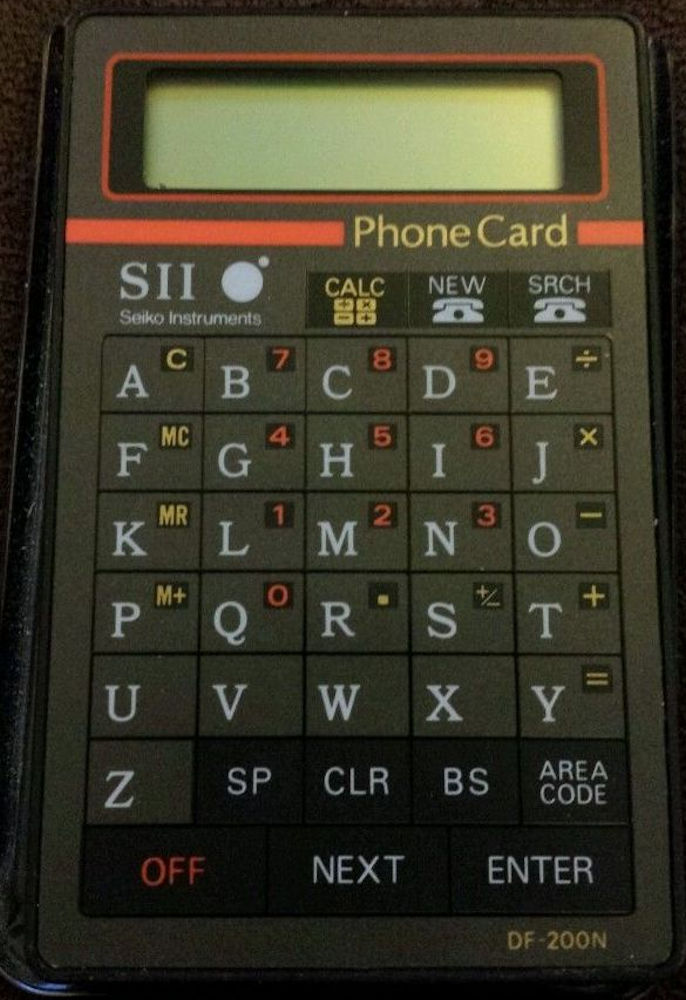 Phone Card
SII
Seiko Instruments
CALC NEW SRCH
A C B 7 C 8 D 9 E ÷
F MC G 4 H 5 I 6 J ×
K MR L 1 M 2 N 3 O −
P M+ Q 0 R . S +/− T +
U V W X Y =
Z SP CLR BS AREA CODE
OFF NEXT ENTER
DF-200N